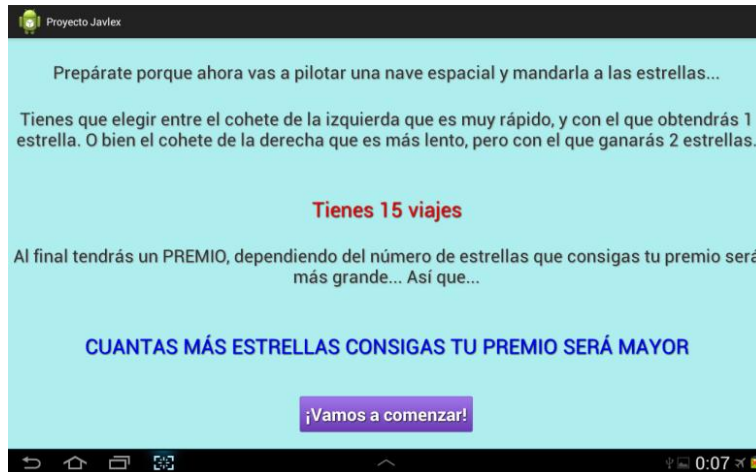 Proyecto Javlex
Prepárate porque ahora vas a pilotar una nave espacial y mandarla a las estrellas...
Tienes que elegir entre el cohete de la izquierda que es muy rápido, y con el que obtendrás 1
estrella. O bien el cohete de la derecha que es más lento, pero con el que ganarás 2 estrellas.
Tienes 15 viajes
Al final tendrás un PREMIO, dependiendo del número de estrellas que consigas tu premio será
más grande... Así que...
CUANTAS MÁS ESTRELLAS CONSIGAS TU PREMIO SERÁ MAYOR
¡Vamos a comenzar!
0:07